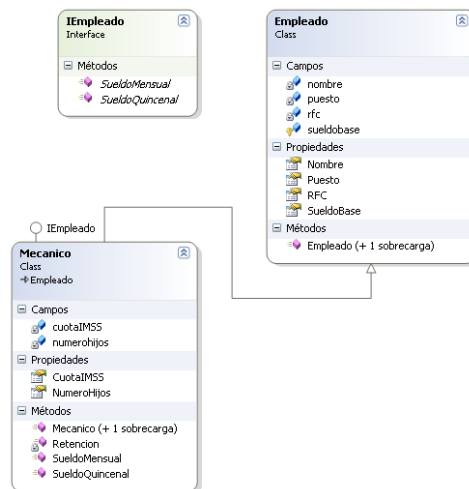 IEmpleado
Interface
Métodos
SueldoMensual
SueldoQuincenal
Empleado
Class
Campos
nombre
puesto
rfc
sueldobase
Propiedades
Nombre
Puesto
RFC
SueldoBase
Métodos
Empleado (+ 1 sobrecarga)
IEmpleado
Mecanico
Class
Empleado
Campos
cuotaIMSS
numerohijos
Propiedades
CuotaIMSS
NumeroHijos
Métodos
Mecanico (+ 1 sobrecarga)
Retencion
SueldoMensual
SueldoQuincenal